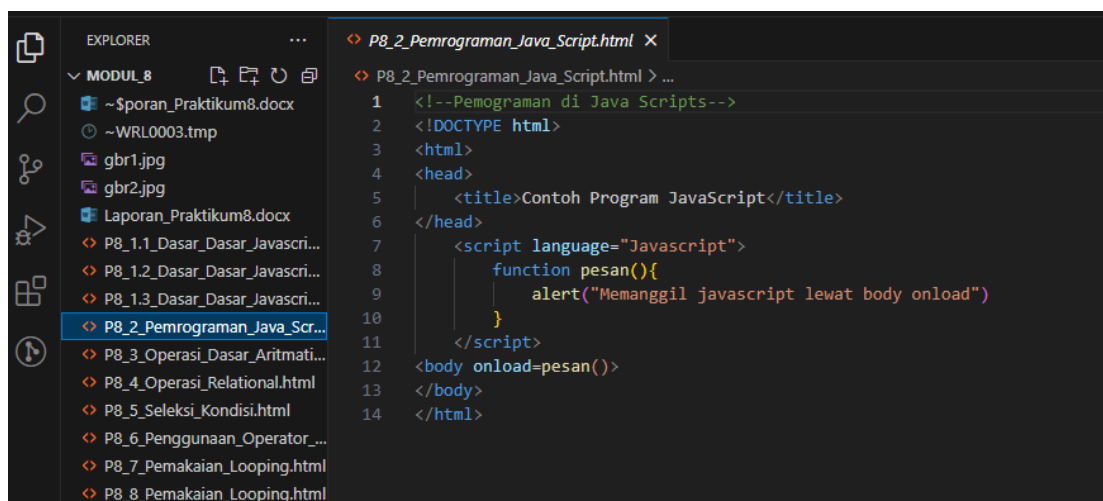 EXPLORER ···
MODUL_8
~$poran_Praktikum8.docx
~WRL0003.tmp
gbr1.jpg
gbr2.jpg
Laporan_Praktikum8.docx
P8_1.1_Dasar_Dasar_Javascri...
P8_1.2_Dasar_Dasar_Javascri...
P8_1.3_Dasar_Dasar_Javascri...
P8_2_Pemrograman_Java_Scr...
P8_3_Operasi_Dasar_Aritmati...
P8_4_Operasi_Relational.html
P8_5_Seleksi_Kondisi.html
P8_6_Penggunaan_Operator_...
P8_7_Pemakaian_Looping.html
P8_8_Pemakaian_Looping.html
P8_2_Pemrograman_Java_Script.html
P8_2_Pemrograman_Java_Script.html > ...
1 <!--Pemograman di Java Scripts-->
2 <!DOCTYPE html>
3 <html>
4 <head>
5 <title>Contoh Program JavaScript</title>
6 </head>
7 <script language="Javascript">
8 function pesan(){
9 alert("Memanggil javascript lewat body onload")
10 }
11 </script>
12 <body onload=pesan()>
13 </body>
14 </html>